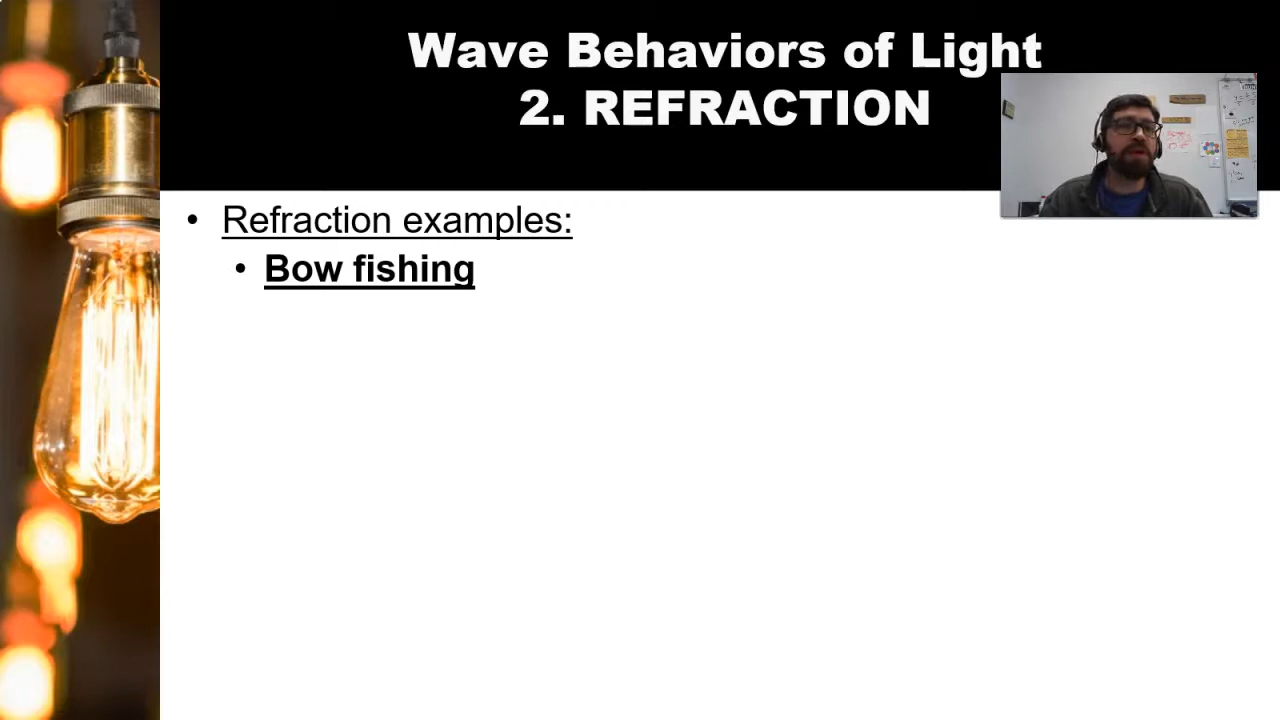 Wave Behaviors of Light
2. REFRACTION
• Refraction examples:
• Bow fishing